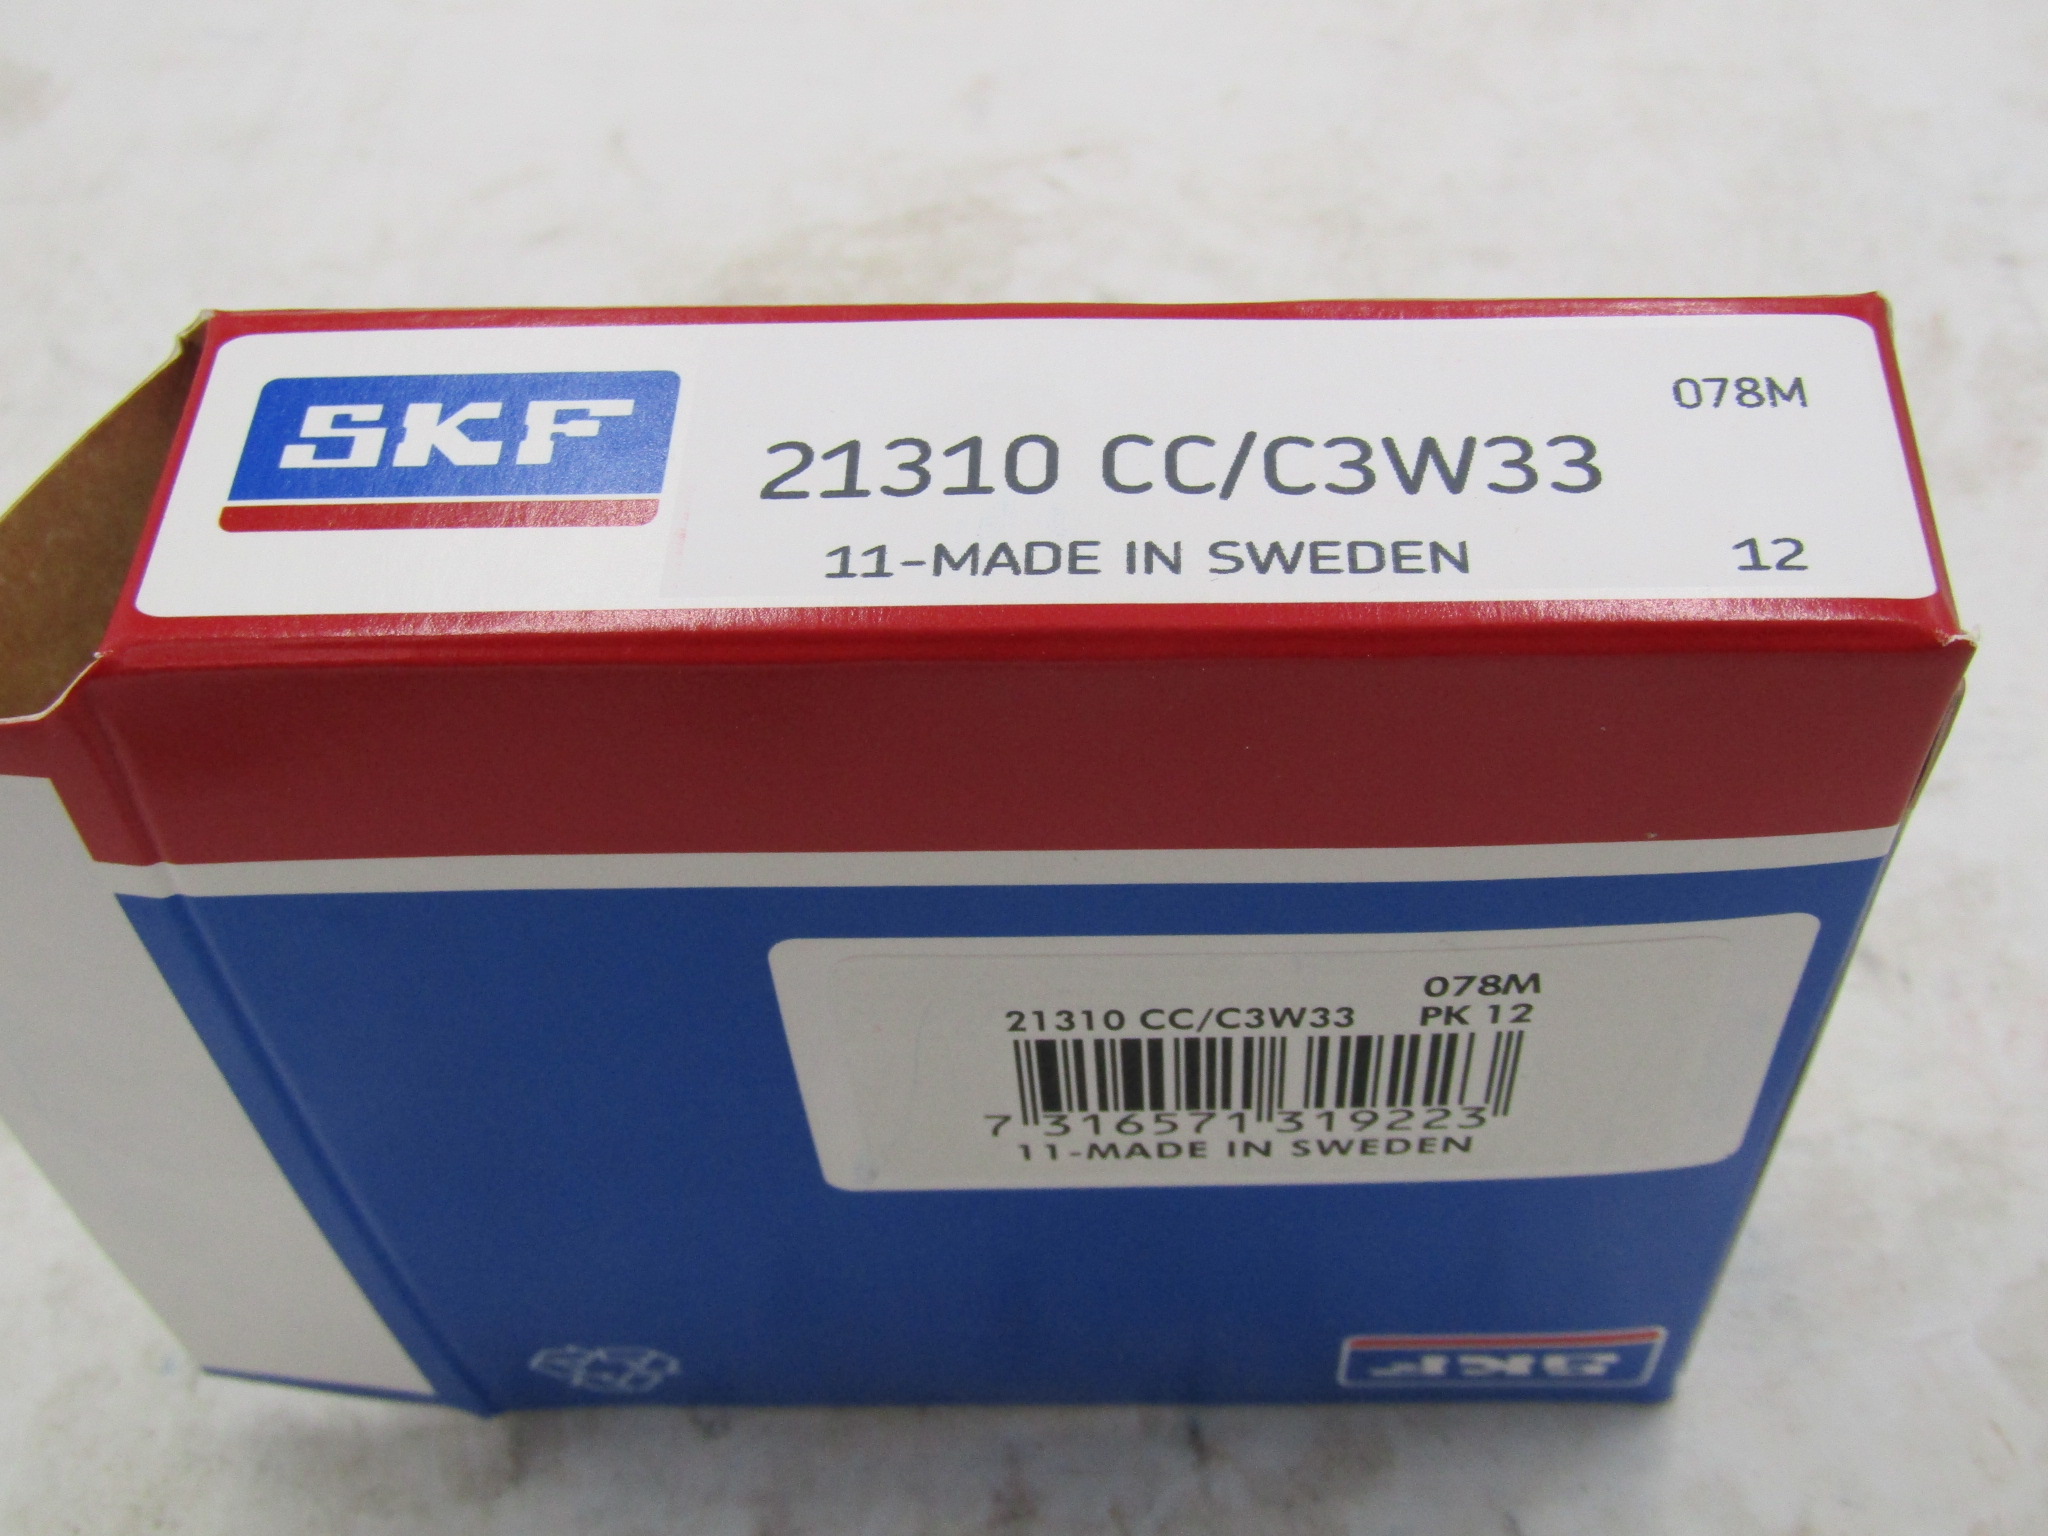 SKF
078M
21310 CC/C3W33
11-MADE IN SWEDEN 12
078M
21310 CC/C3W33 PK 12
7 316571 319223
11-MADE IN SWEDEN
SKF